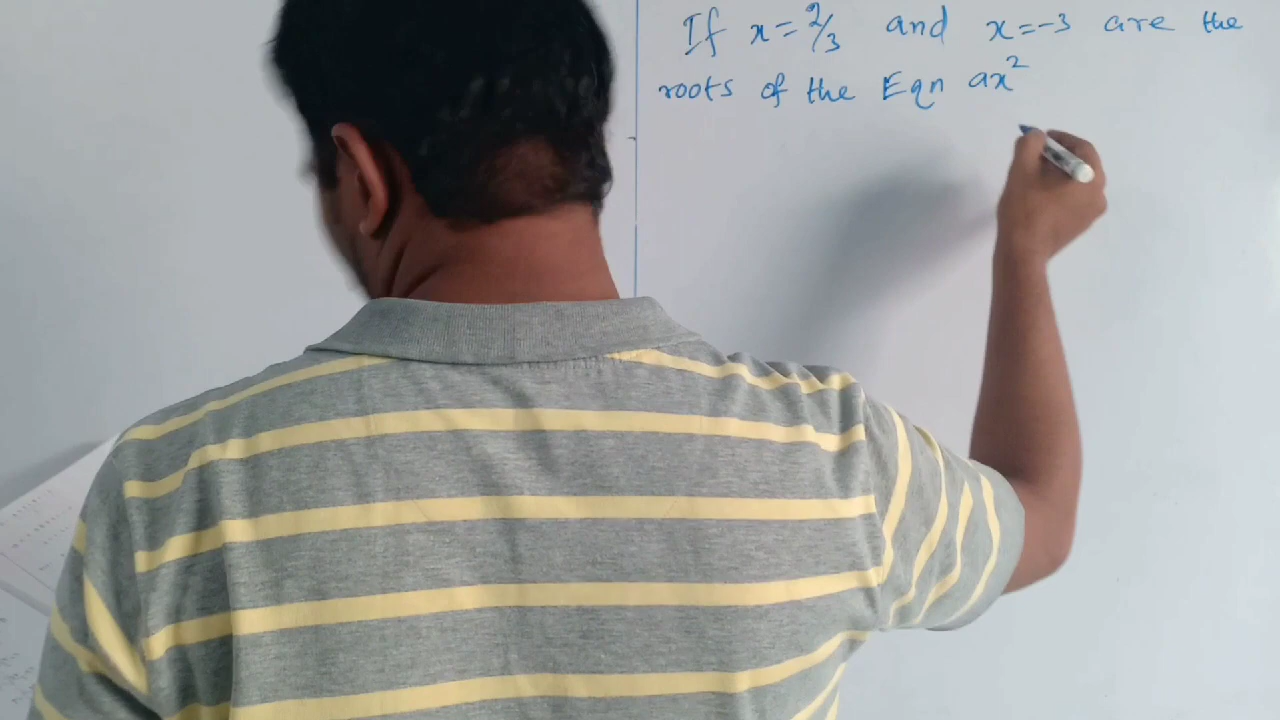 If x = 2/3 and x = -3 are the
roots of the Eqn ax²